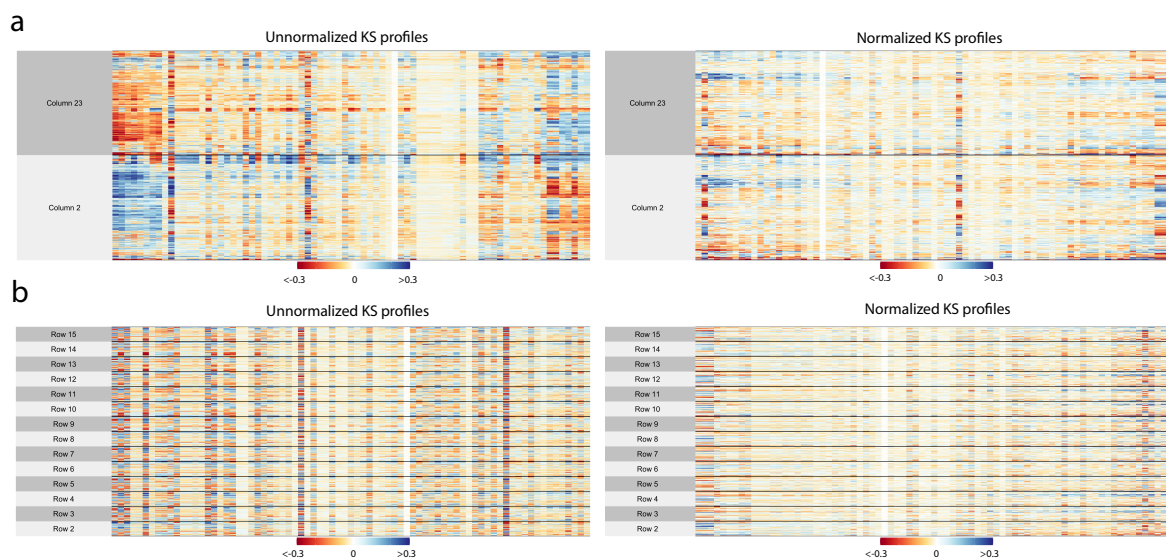 a
Unnormalized KS profiles
Normalized KS profiles
Column 23
Column 2
Column 23
Column 2
<-0.3 0 >0.3
<-0.3 0 >0.3
b
Unnormalized KS profiles
Normalized KS profiles
Row 15
Row 14
Row 13
Row 12
Row 11
Row 10
Row 9
Row 8
Row 7
Row 6
Row 5
Row 4
Row 3
Row 2
Row 15
Row 14
Row 13
Row 12
Row 11
Row 10
Row 9
Row 8
Row 7
Row 6
Row 5
Row 4
Row 3
Row 2
<-0.3 0 >0.3
<-0.3 0 >0.3